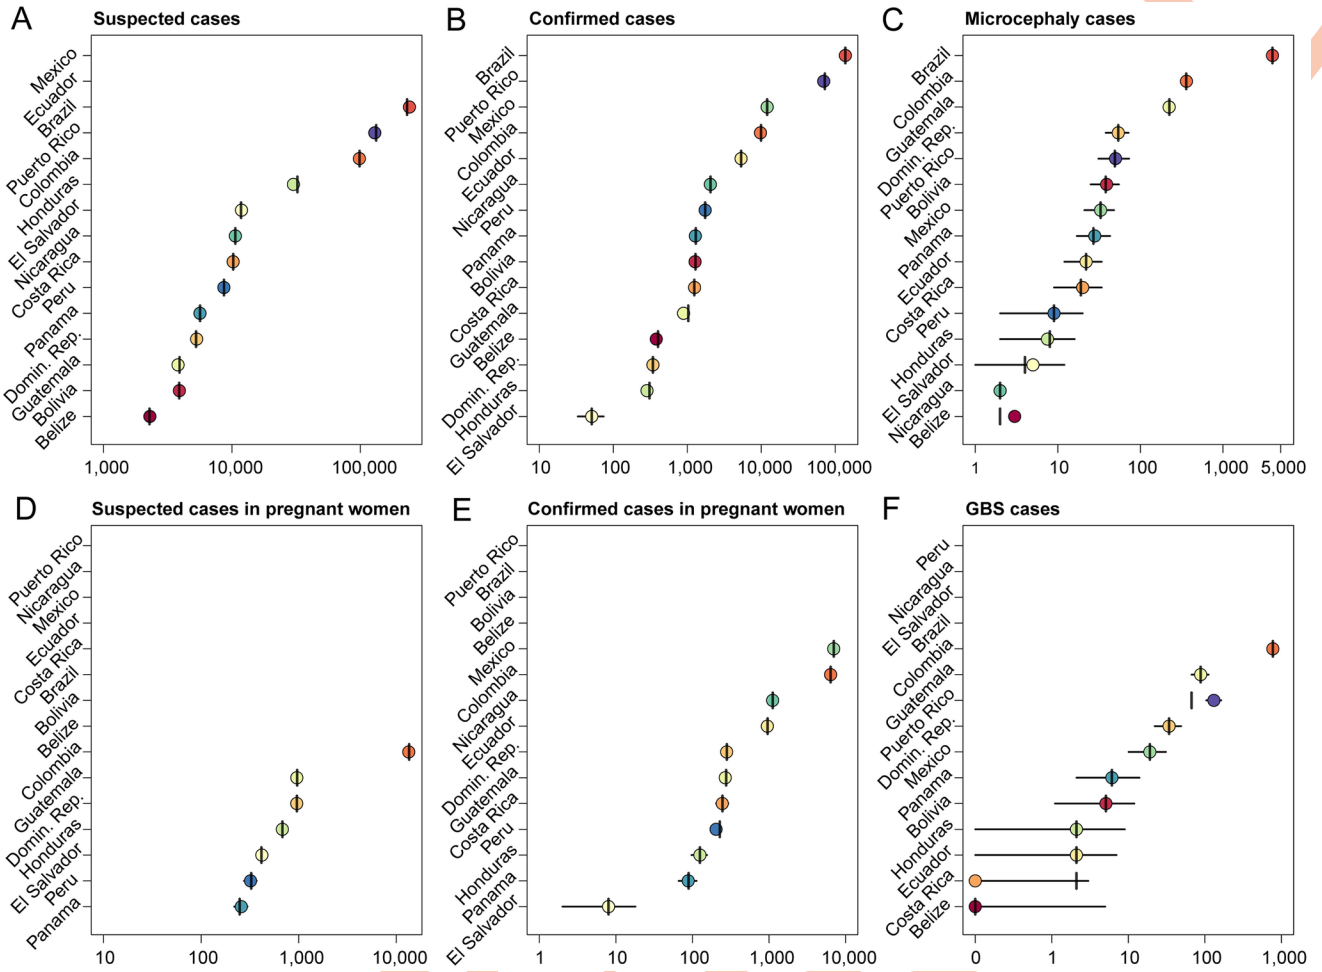 A Suspected cases
Mexico
Ecuador
Brazil
Puerto Rico
Colombia
Honduras
El Salvador
Nicaragua
Costa Rica
Peru
Panama
Domin. Rep.
Guatemala
Bolivia
Belize
1,000 10,000 100,000
B Confirmed cases
Brazil
Puerto Rico
Mexico
Colombia
Ecuador
Nicaragua
Peru
Panama
Bolivia
Costa Rica
Guatemala
Belize
Domin. Rep.
Honduras
El Salvador
10 100 1,000 10,000 100,000
C Microcephaly cases
Brazil
Colombia
Guatemala
Domin. Rep.
Puerto Rico
Bolivia
Mexico
Panama
Ecuador
Costa Rica
Peru
Honduras
El Salvador
Nicaragua
Belize
1 10 100 1,000 5,000
D Suspected cases in pregnant women
Puerto Rico
Nicaragua
Mexico
Ecuador
Costa Rica
Brazil
Bolivia
Belize
Colombia
Guatemala
Domin. Rep.
Honduras
El Salvador
Peru
Panama
10 100 1,000 10,000
E Confirmed cases in pregnant women
Puerto Rico
Brazil
Bolivia
Belize
Mexico
Colombia
Nicaragua
Ecuador
Domin. Rep.
Guatemala
Costa Rica
Peru
Honduras
Panama
El Salvador
1 10 100 1,000 10,000
F GBS cases
Peru
Nicaragua
El Salvador
Brazil
Colombia
Guatemala
Puerto Rico
Domin. Rep.
Mexico
Panama
Bolivia
Honduras
Ecuador
Costa Rica
Belize
0 1 10 100 1,000